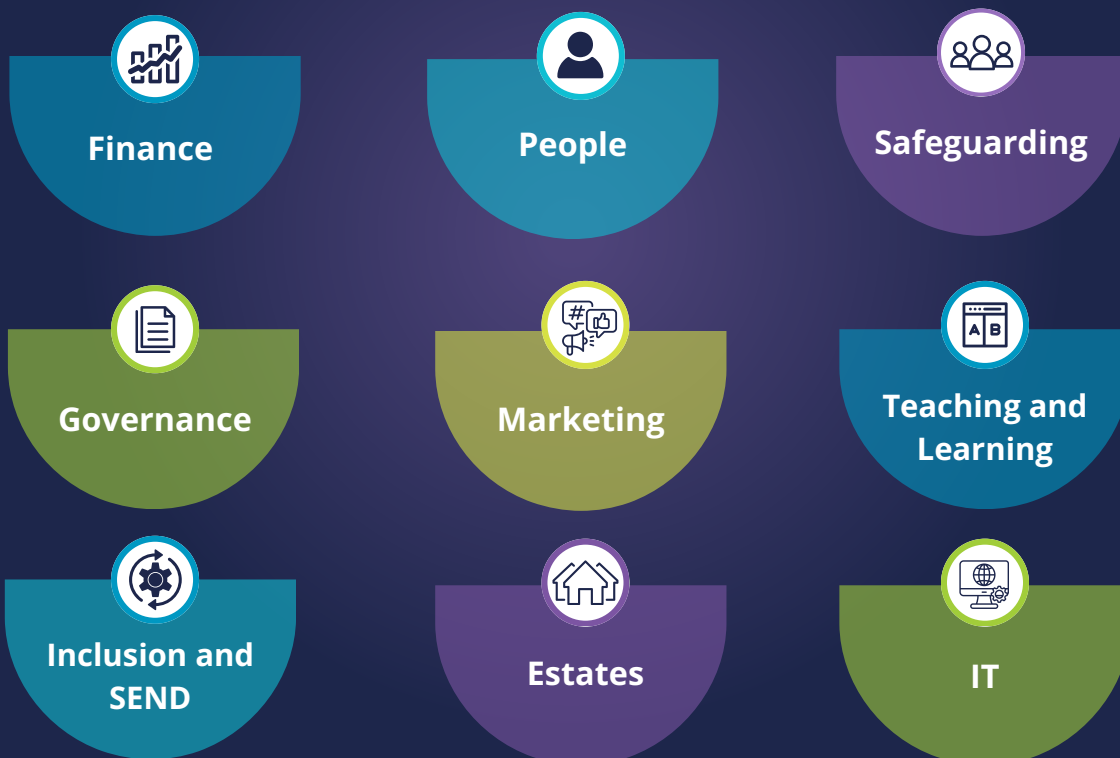 Finance
People
Safeguarding
#
Governance
Marketing
A B
Teaching and
Learning
Inclusion and
SEND
Estates
IT